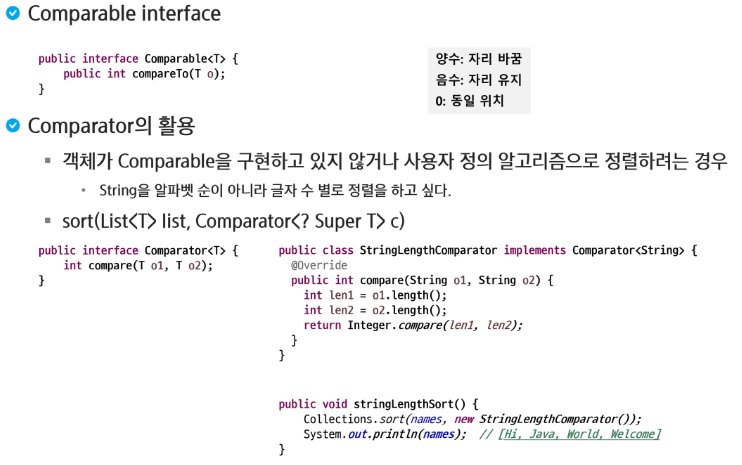 Comparable interface
public interface Comparable<T> {
    public int compareTo(T o);
}
양수: 자리 바꿈
음수: 자리 유지
0: 동일 위치
Comparator의 활용
객체가 Comparable을 구현하고 있지 않거나 사용자 정의 알고리즘으로 정렬하려는 경우
String을 알파벳 순이 아니라 글자 수 별로 정렬을 하고 싶다.
sort(List<T> list, Comparator<? Super T> c)
public interface Comparator<T> {
    int compare(T o1, T o2);
}
public class StringLengthComparator implements Comparator<String> {
  @Override
  public int compare(String o1, String o2) {
    int len1 = o1.length();
    int len2 = o2.length();
    return Integer.compare(len1, len2);
  }
}
public void stringLengthSort() {
    Collections.sort(names, new StringLengthComparator());
    System.out.println(names);  // [Hi, Java, World, Welcome]
}